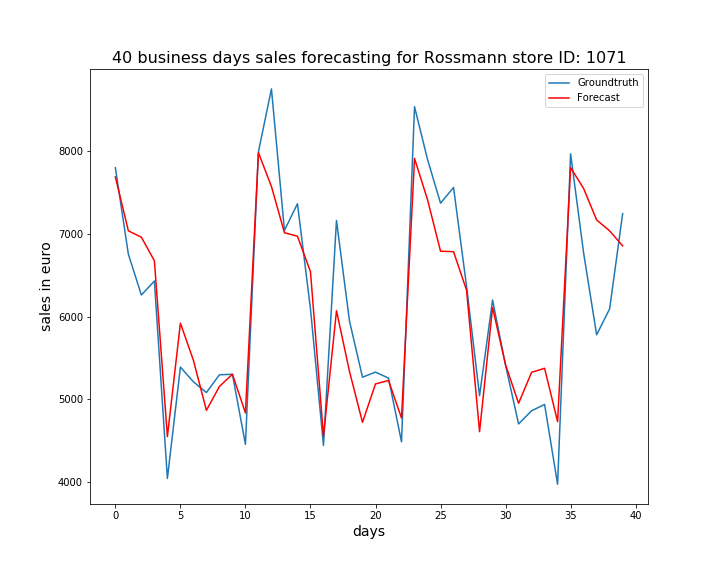 40 business days sales forecasting for Rossmann store ID: 1071
Groundtruth
Forecast
sales in euro
8000
7000
6000
5000
4000
0 5 10 15 20 25 30 35 40
days